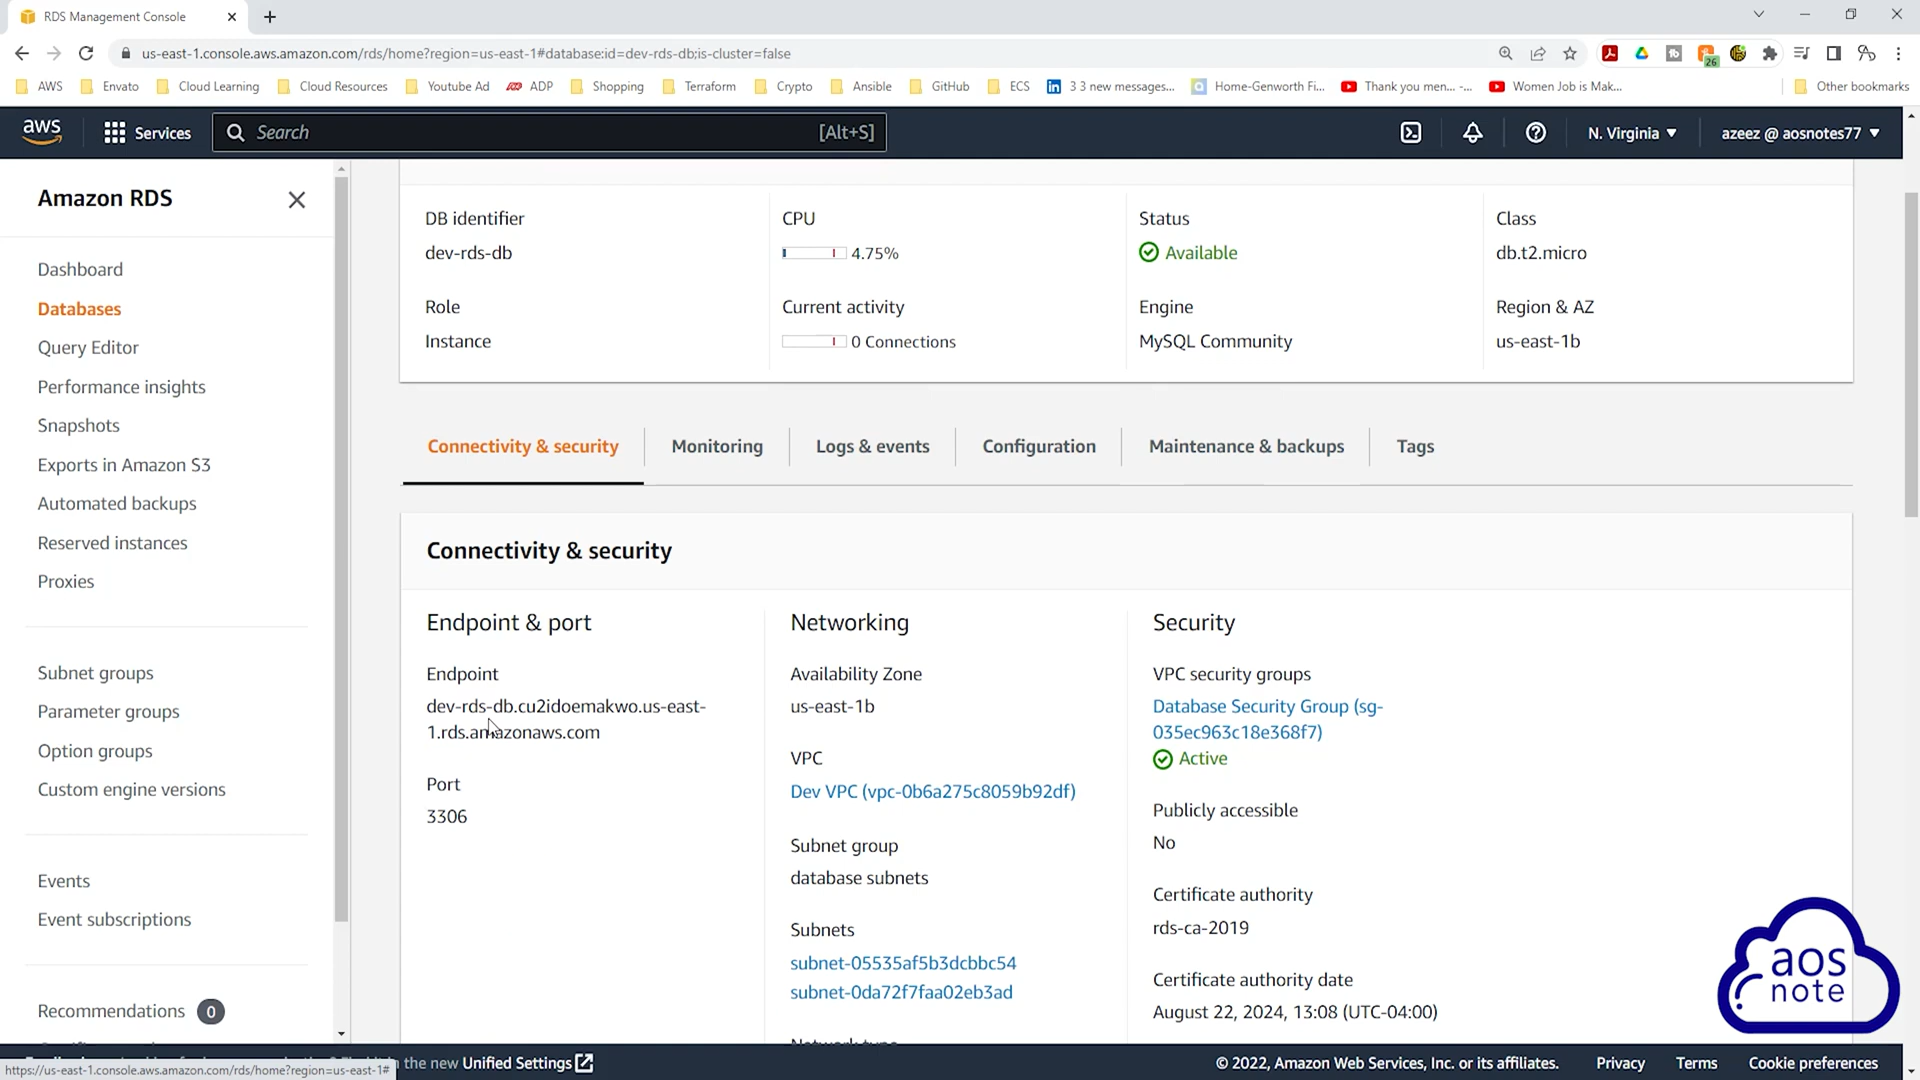 RDS Management Console
us-east-1.console.aws.amazon.com/rds/home?region=us-east-1#database:id=dev-rds-db;is-cluster=false
26
AWS Envato Cloud Learning Cloud Resources Youtube Ad ADP Shopping Terraform Crypto Ansible GitHub ECS 3 3 new messages... Home-Genworth Fi... Thank you men... -... Women Job is Mak... Other bookmarks
aws Services Search [Alt+S] N. Virginia azeez @ aosnotes77
Amazon RDS
Dashboard
Databases
Query Editor
Performance insights
Snapshots
Exports in Amazon S3
Automated backups
Reserved instances
Proxies
Subnet groups
Parameter groups
Option groups
Custom engine versions
Events
Event subscriptions
Recommendations 0
DB identifier
dev-rds-db
CPU
4.75%
Status
Available
Class
db.t2.micro
Role
Instance
Current activity
0 Connections
Engine
MySQL Community
Region & AZ
us-east-1b
Connectivity & security Monitoring Logs & events Configuration Maintenance & backups Tags
Connectivity & security
Endpoint & port
Endpoint
dev-rds-db.cu2idoemakwo.us-east-
1.rds.amazonaws.com
Port
3306
Networking
Availability Zone
us-east-1b
VPC
Dev VPC (vpc-0b6a275c8059b92df)
Subnet group
database subnets
Subnets
subnet-05535af5b3dcbbc54
subnet-0da72f7faa02eb3ad
Network type
Security
VPC security groups
Database Security Group (sg-
035ec963c18e368f7)
Active
Publicly accessible
No
Certificate authority
rds-ca-2019
Certificate authority date
August 22, 2024, 13:08 (UTC-04:00)
aos
note
the new Unified Settings
© 2022, Amazon Web Services, Inc. or its affiliates. Privacy Terms Cookie preferences
https://us-east-1.console.aws.amazon.com/rds/home?region=us-east-1#